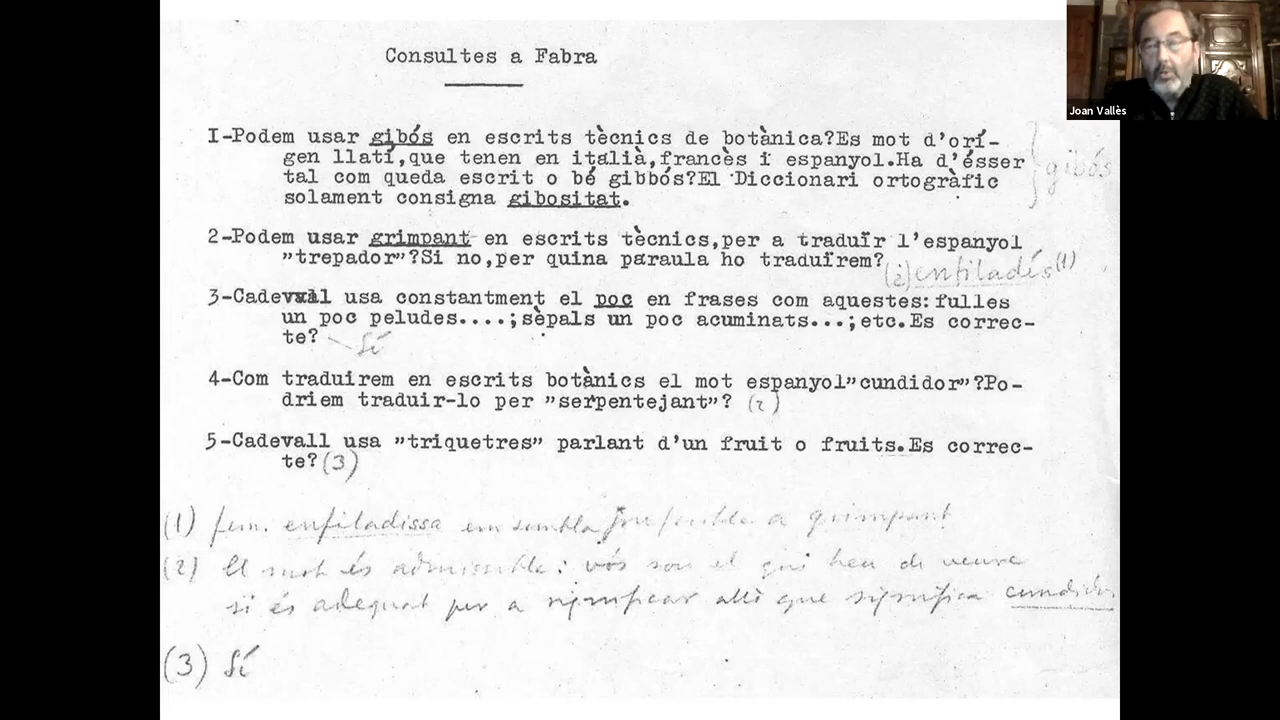 Consultes a Fabra
Joan Vallès
I-Podem usar gibós en escrits tècnics de botànica?Es mot d'orí-
gen llatí,que tenen en italià,francès i espanyol.Ha d'ésser
tal com queda escrit o bé gibbós?El Diccionari ortogràfic
solament consigna gibositat.
gibós
2-Podem usar grimpant en escrits tècnics,per a traduïr l'espanyol
"trepador"?Si no,per quina paraula ho traduïrem?
(2) enfiladís (1)
3-Cadevall usa constantment el poc en frases com aquestes:fulles
un poc peludes....;sèpals un poc acuminats...;etc.Es correc-
te? Sí
4-Com traduirem en escrits botànics el mot espanyol"cundidor"?Po-
driem traduir-lo per "serpentejant"? (2)
5-Cadevall usa "triquetres" parlant d'un fruit o fruits.Es correc-
te? (3)
(1) fem. enfiladissa em sembla preferible a grimpant
(2) El mot és admissible: vós sou el qui heu de veure
si és adequat per a significar allò que significa cundidor.
(3) Sí